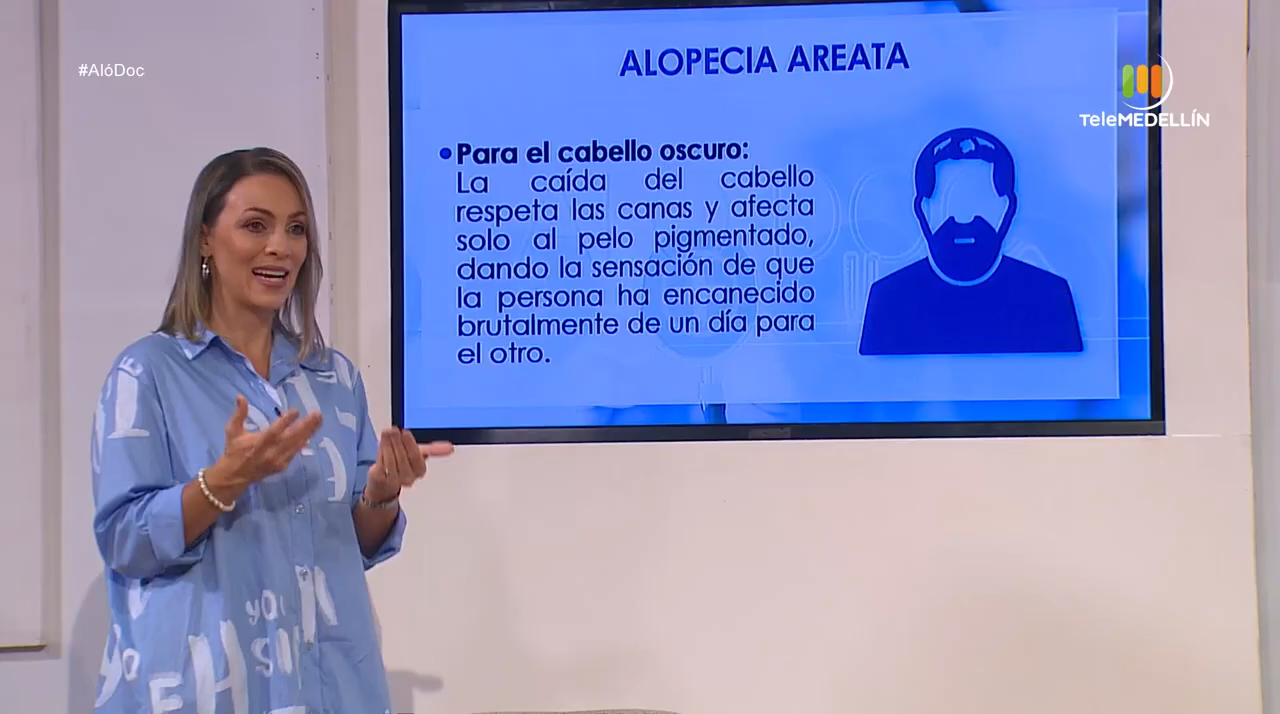 #AlóDoc
ALOPECIA AREATA
TeleMEDELLÍN
• Para el cabello oscuro:
La caída del cabello
respeta las canas y afecta
solo al pelo pigmentado,
dando la sensación de que
la persona ha encanecido
brutalmente de un día para
el otro.